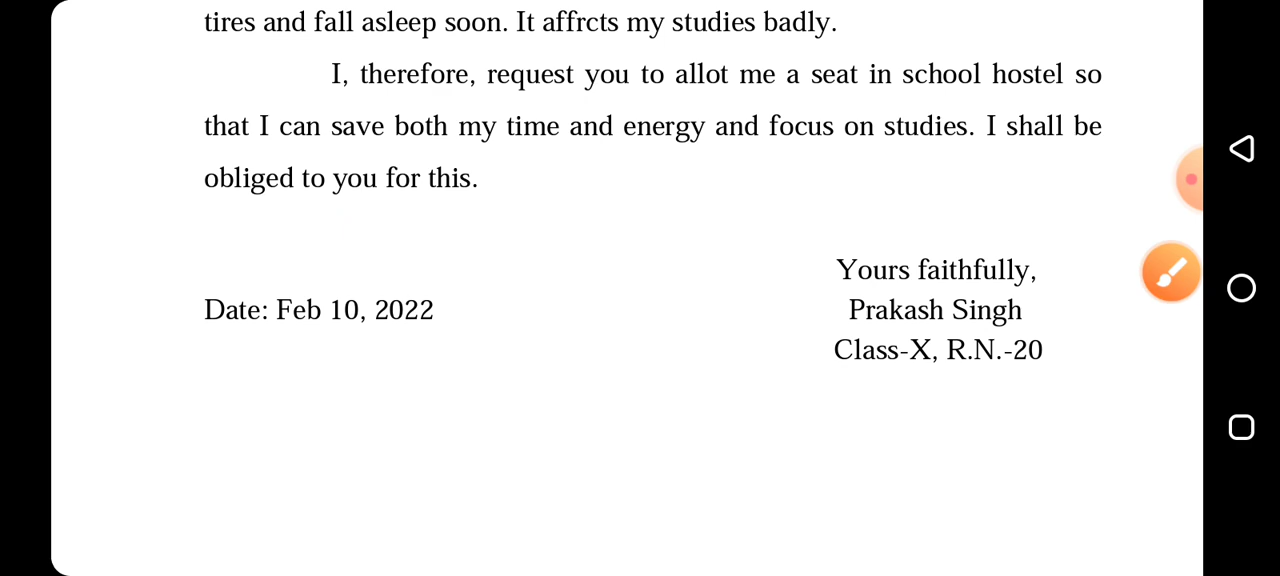 tires and fall asleep soon. It affrcts my studies badly.
I, therefore, request you to allot me a seat in school hostel so
that I can save both my time and energy and focus on studies. I shall be
obliged to you for this.
Yours faithfully,
Date: Feb 10, 2022
Prakash Singh
Class-X, R.N.-20